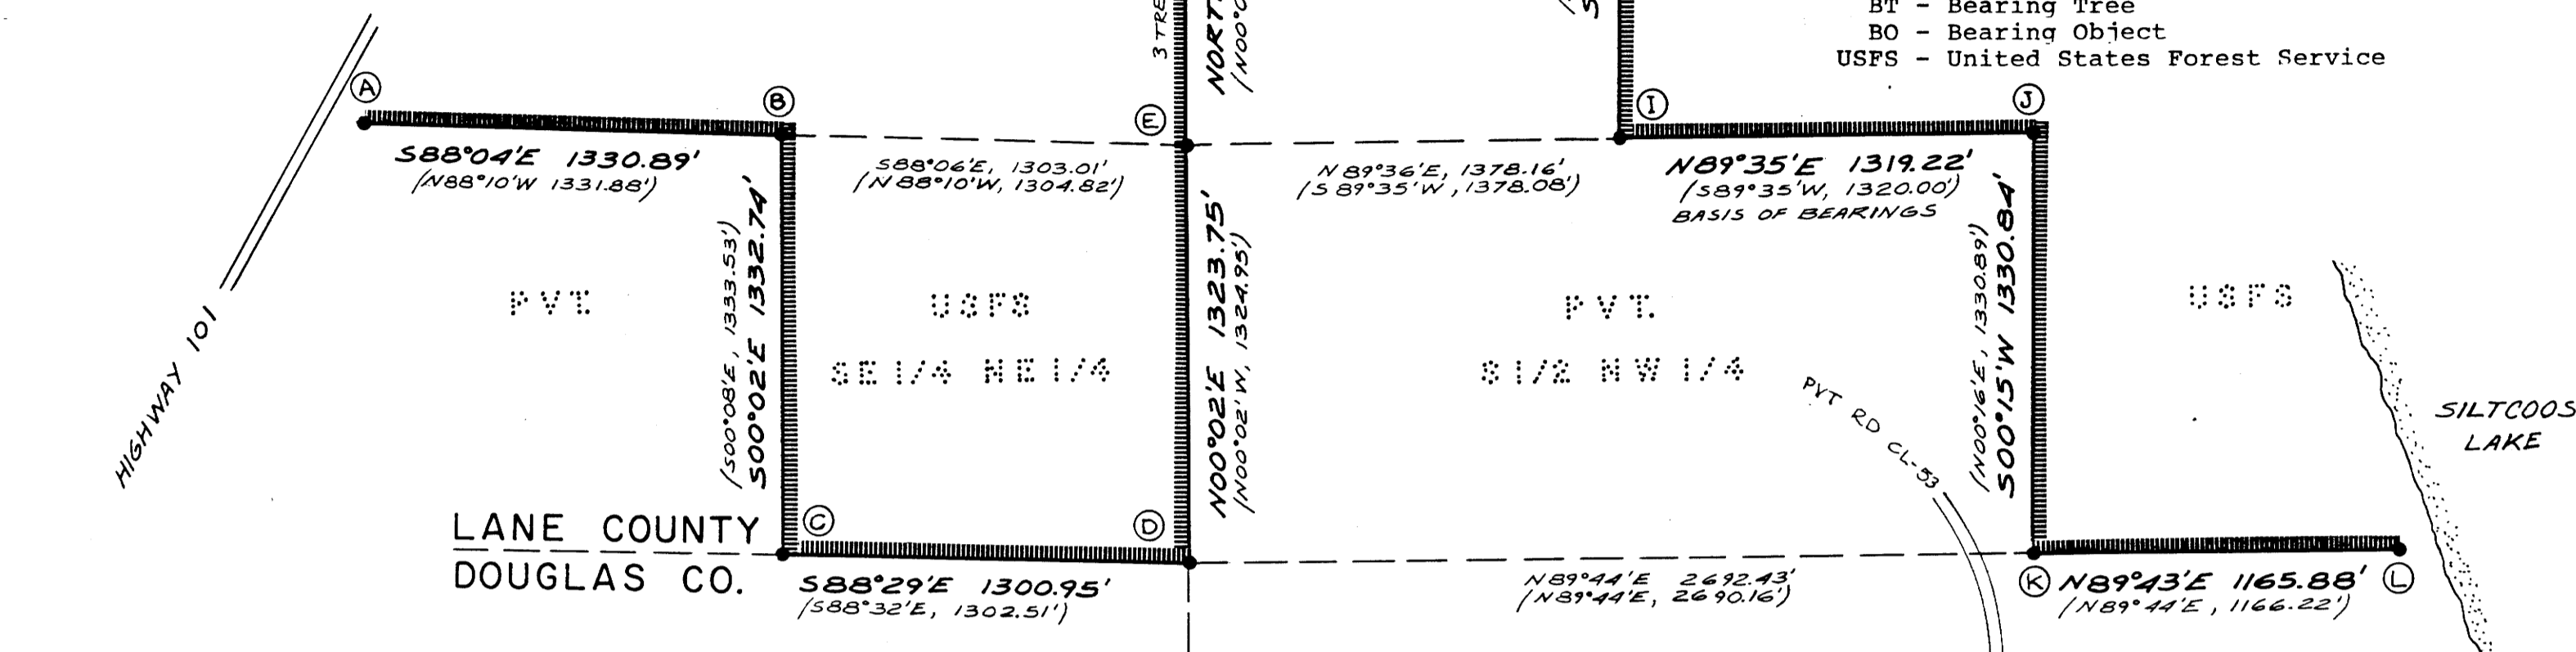 BT - Bearing Tree
BO - Bearing Object
USFS - United States Forest Service
3 TRE
NORT
(N00°0
S
A
B
E
I
J
S88°04'E 1330.89'
(N88°10'W 1331.88')
S88°06'E, 1303.01'
(N88°10'W, 1304.82')
N89°36'E, 1378.16'
(S89°35'W, 1378.08')
N89°35'E 1319.22'
(S89°35'W, 1320.00')
BASIS OF BEARINGS
(S00°08'E, 1333.53')
S00°02'E 1332.74'
N00°02'E 1323.75'
(N00°02'W, 1324.95')
(N00°16'E, 1330.89')
S00°15'W 1330.84'
HIGHWAY 101
PVT.
USFS
SE 1/4 NE 1/4
PVT.
S 1/2 NW 1/4
USFS
PVT RD CL-53
SILTCOOS
LAKE
LANE COUNTY
DOUGLAS CO.
C
D
S88°29'E 1300.95'
(S88°32'E, 1302.51')
N89°44'E 2692.43'
(N89°44'E, 2690.16')
K
N89°43'E 1165.88'
L
(N89°44'E, 1166.22')